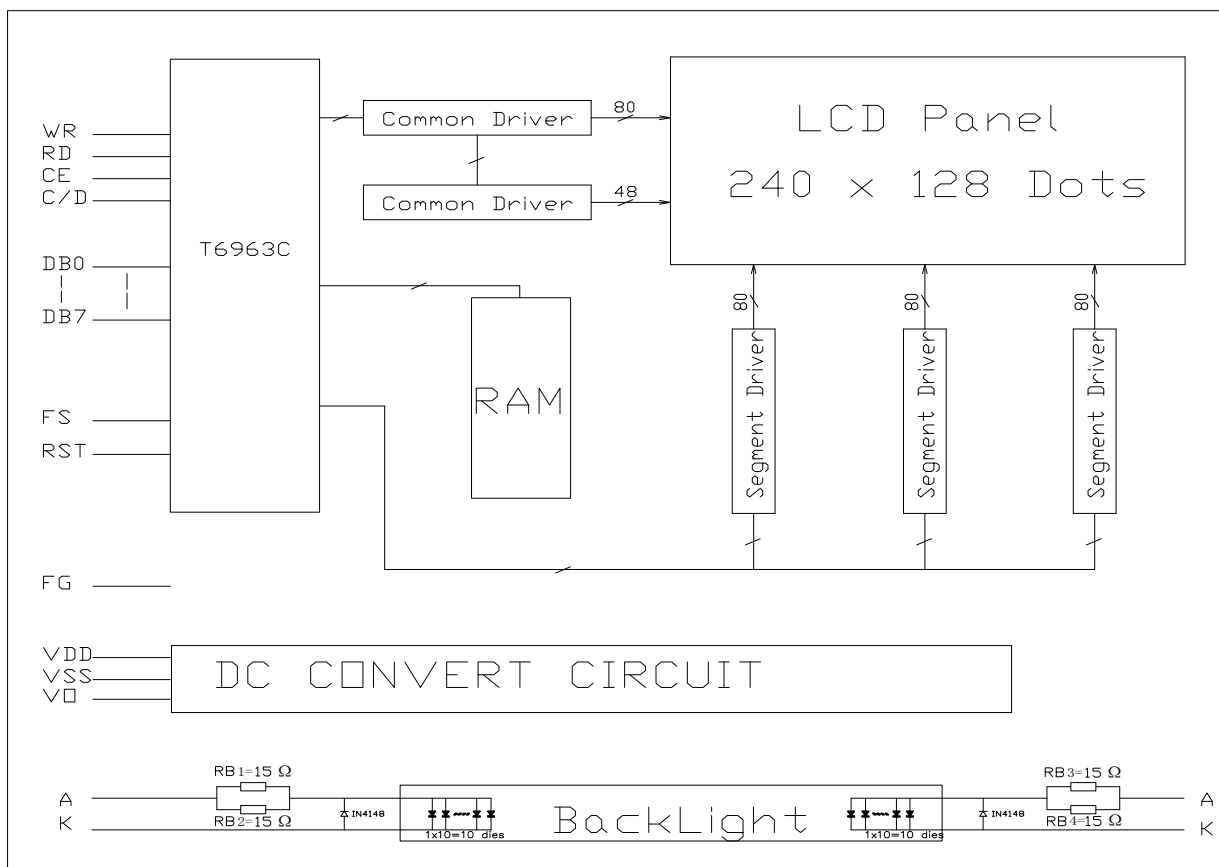 WR
RD
CE
C/D
DB0
DB7
FS
RST
FG
VDD
VSS
VO
T6963C
Common Driver
80
Common Driver
48
LCD Panel
240 x 128 Dots
RAM
80
80
80
Segment Driver
Segment Driver
Segment Driver
DC CONVERT CIRCUIT
RB1=15 Ω
RB2=15 Ω
A
K
IN4148
1x10=10 dies
BackLight
1x10=10 dies
IN4148
RB3=15 Ω
RB4=15 Ω
A
K